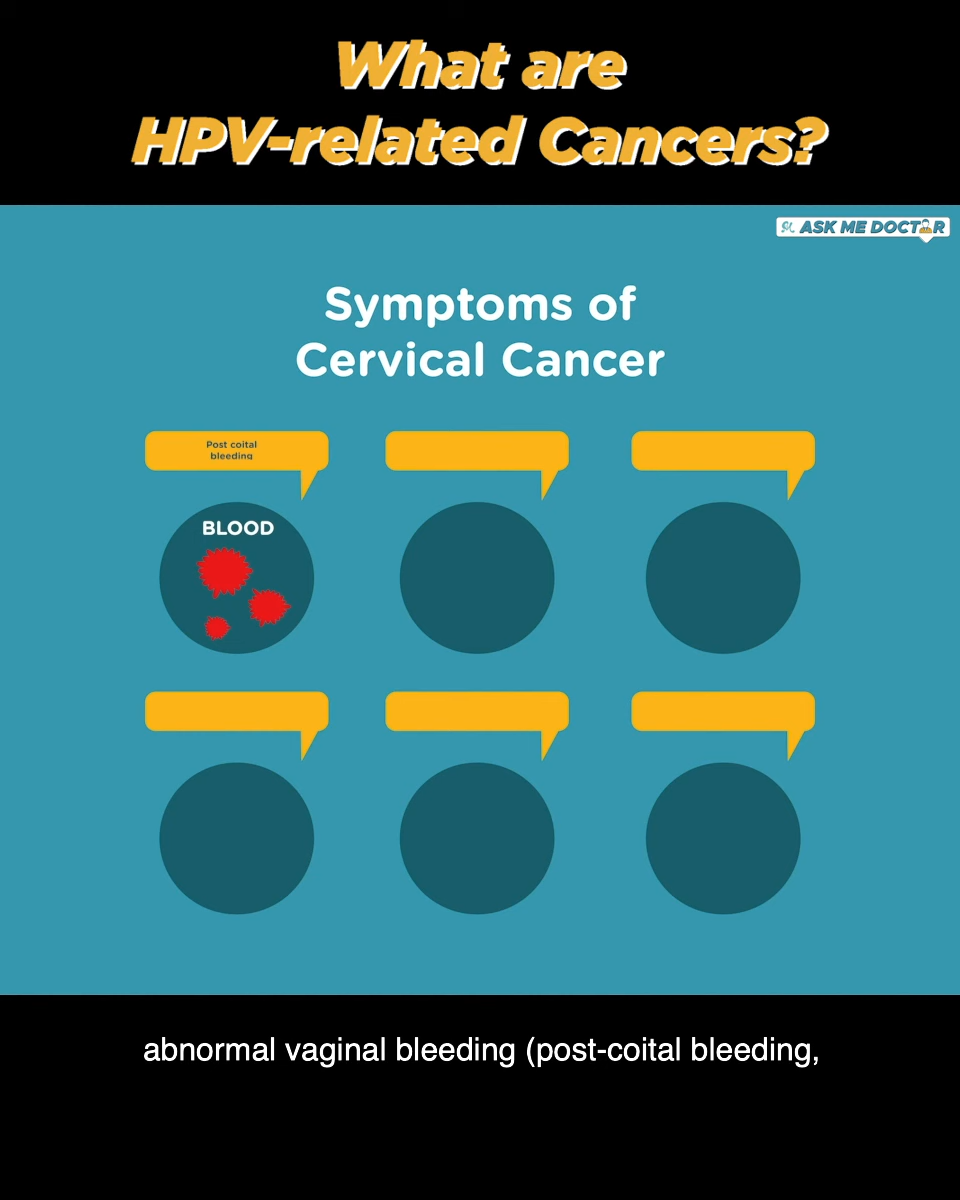 What are
HPV-related Cancers?
ASK ME DOCTOR
Symptoms of
Cervical Cancer
Post coital
bleeding
BLOOD
abnormal vaginal bleeding (post-coital bleeding,